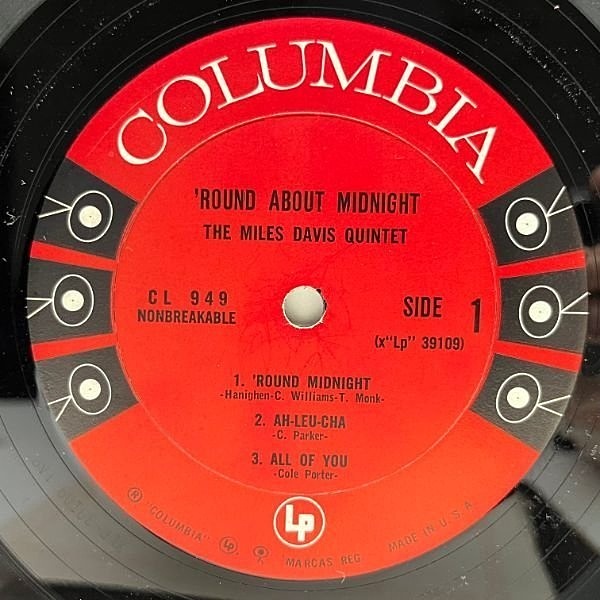 COLUMBIA
'ROUND ABOUT MIDNIGHT
THE MILES DAVIS QUINTET
CL 949
NONBREAKABLE
SIDE 1
(x"Lp" 39109)
1. 'ROUND MIDNIGHT
-Hanighen-C. Williams-T. Monk-
2. AH-LEU-CHA
-C. Parker-
3. ALL OF YOU
-Cole Porter-
Lp
® "COLUMBIA" Lp MARCAS REG. MADE IN U.S.A.